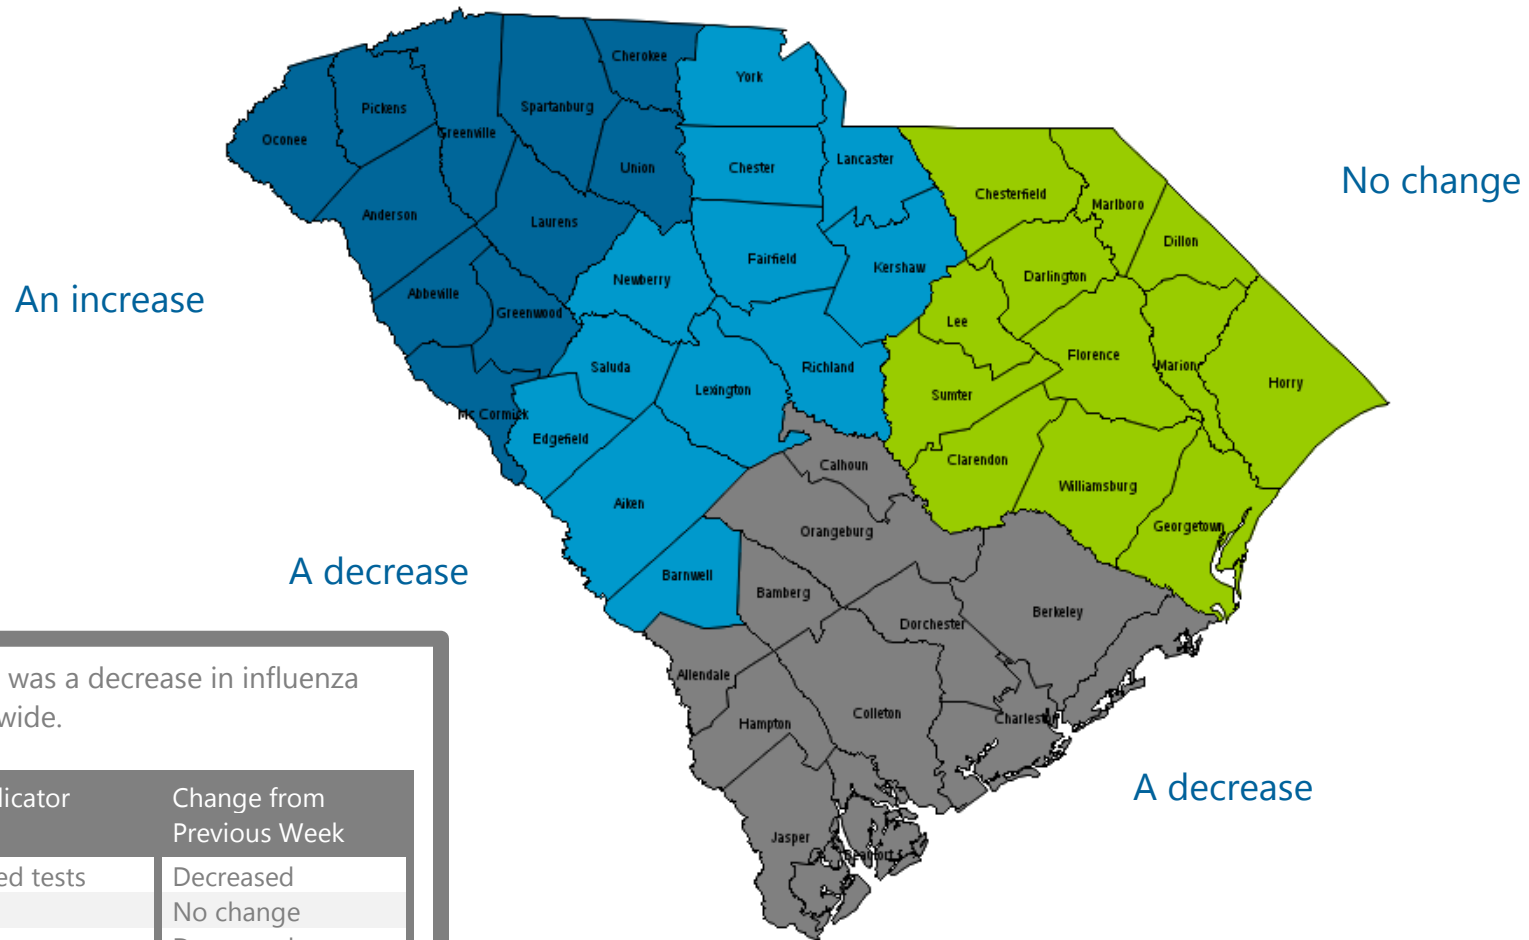 Cherokee
York
Pickens
Spartanburg
Oconee
Greenville
Union
Chester
Lancaster
No change
Chesterfield
Marlboro
Anderson
Laurens
Dillon
Fairfield
Kershaw
Newberry
Darlington
An increase
Abbeville
Greenwood
Lee
Florence
Saluda
Richland
Marion
Lexington
Horry
Sumter
Mc Cormick
Edgefield
Calhoun
Clarendon
Williamsburg
Aiken
Orangeburg
Georgetown
A decrease
Barnwell
Bamberg
Berkeley
Dorchester
Allendale
Colleton
Charleston
Hampton
A decrease
Jasper
Beaufort
was a decrease in influenza
wide.
licator
Change from
Previous Week
ed tests
Decreased
No change